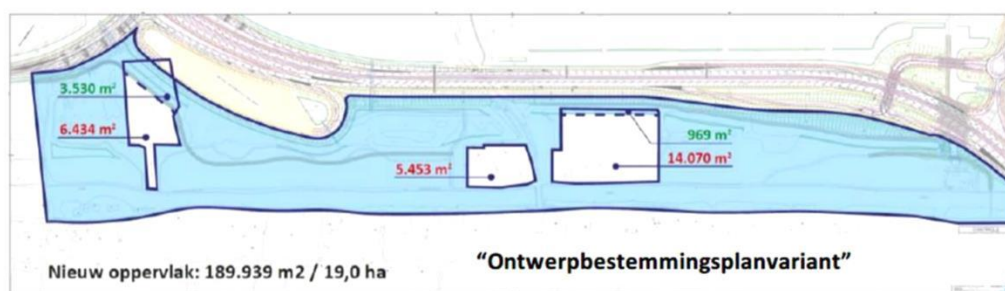 3.530 m²
6.434 m²
5.453 m²
969 m²
14.070 m²
Nieuw oppervlak: 189.939 m2 / 19,0 ha
“Ontwerpbestemmingsplanvariant”